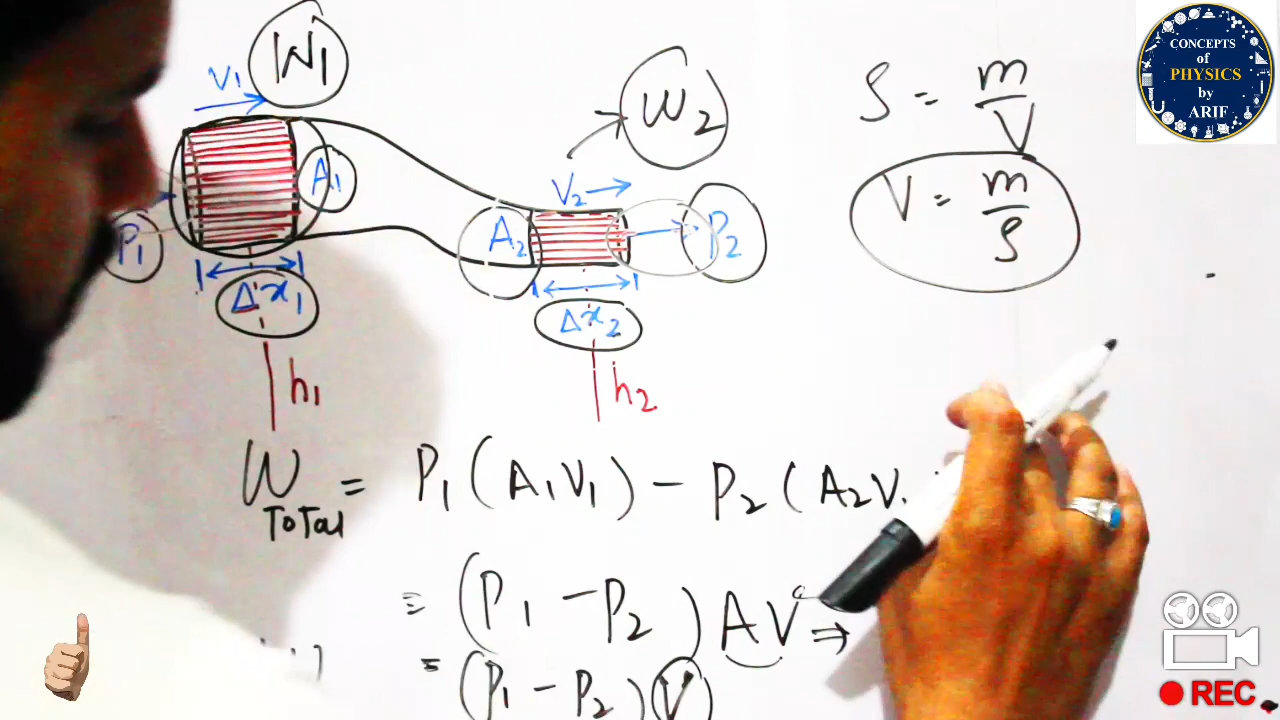 CONCEPTS
of
PHYSICS
by
ARIF
W1
V1
W2
A1
P1
V2
A2
P2
Δx1
Δx2
h1
h2
ρ = m/V
V = m/ρ
W Total = P1(A1V1) - P2(A2V
= (P1 - P2) AV ⇒
= (P1 - P2) V
REC